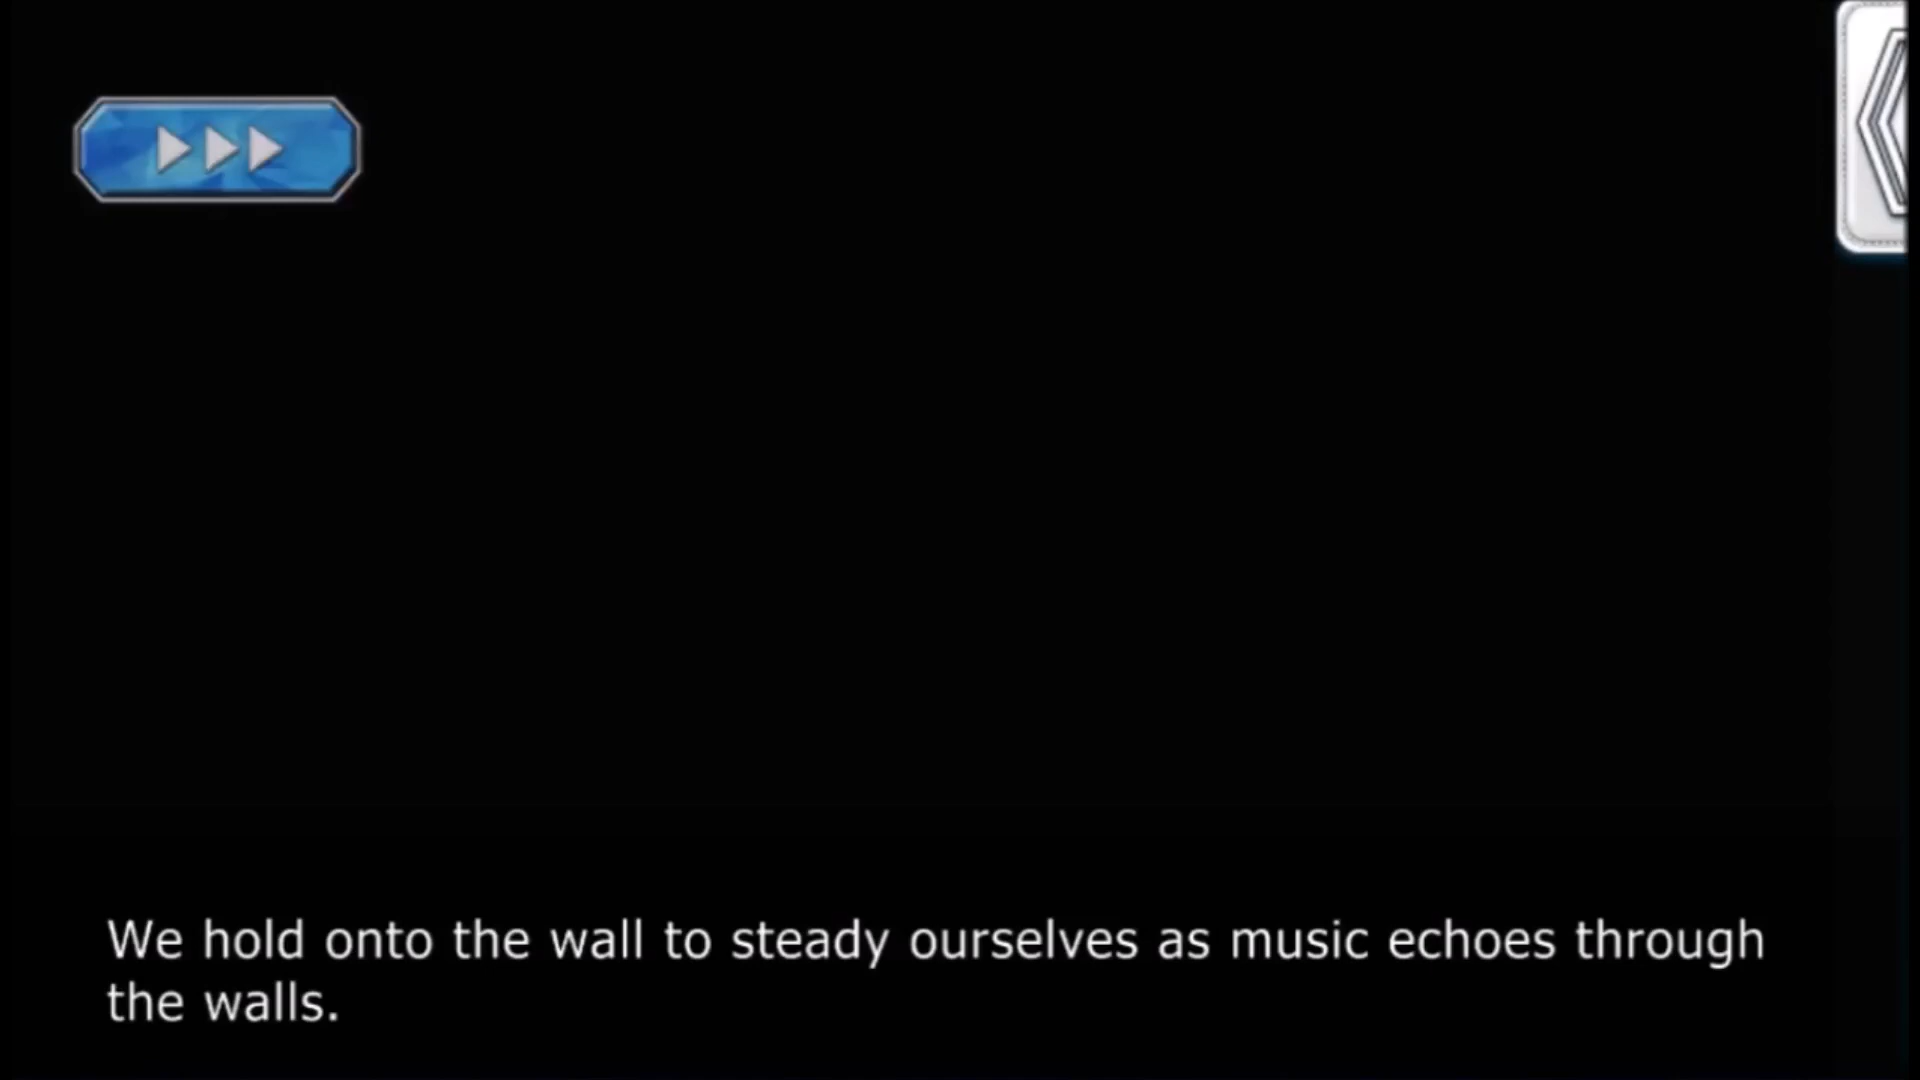 We hold onto the wall to steady ourselves as music echoes through
the walls.